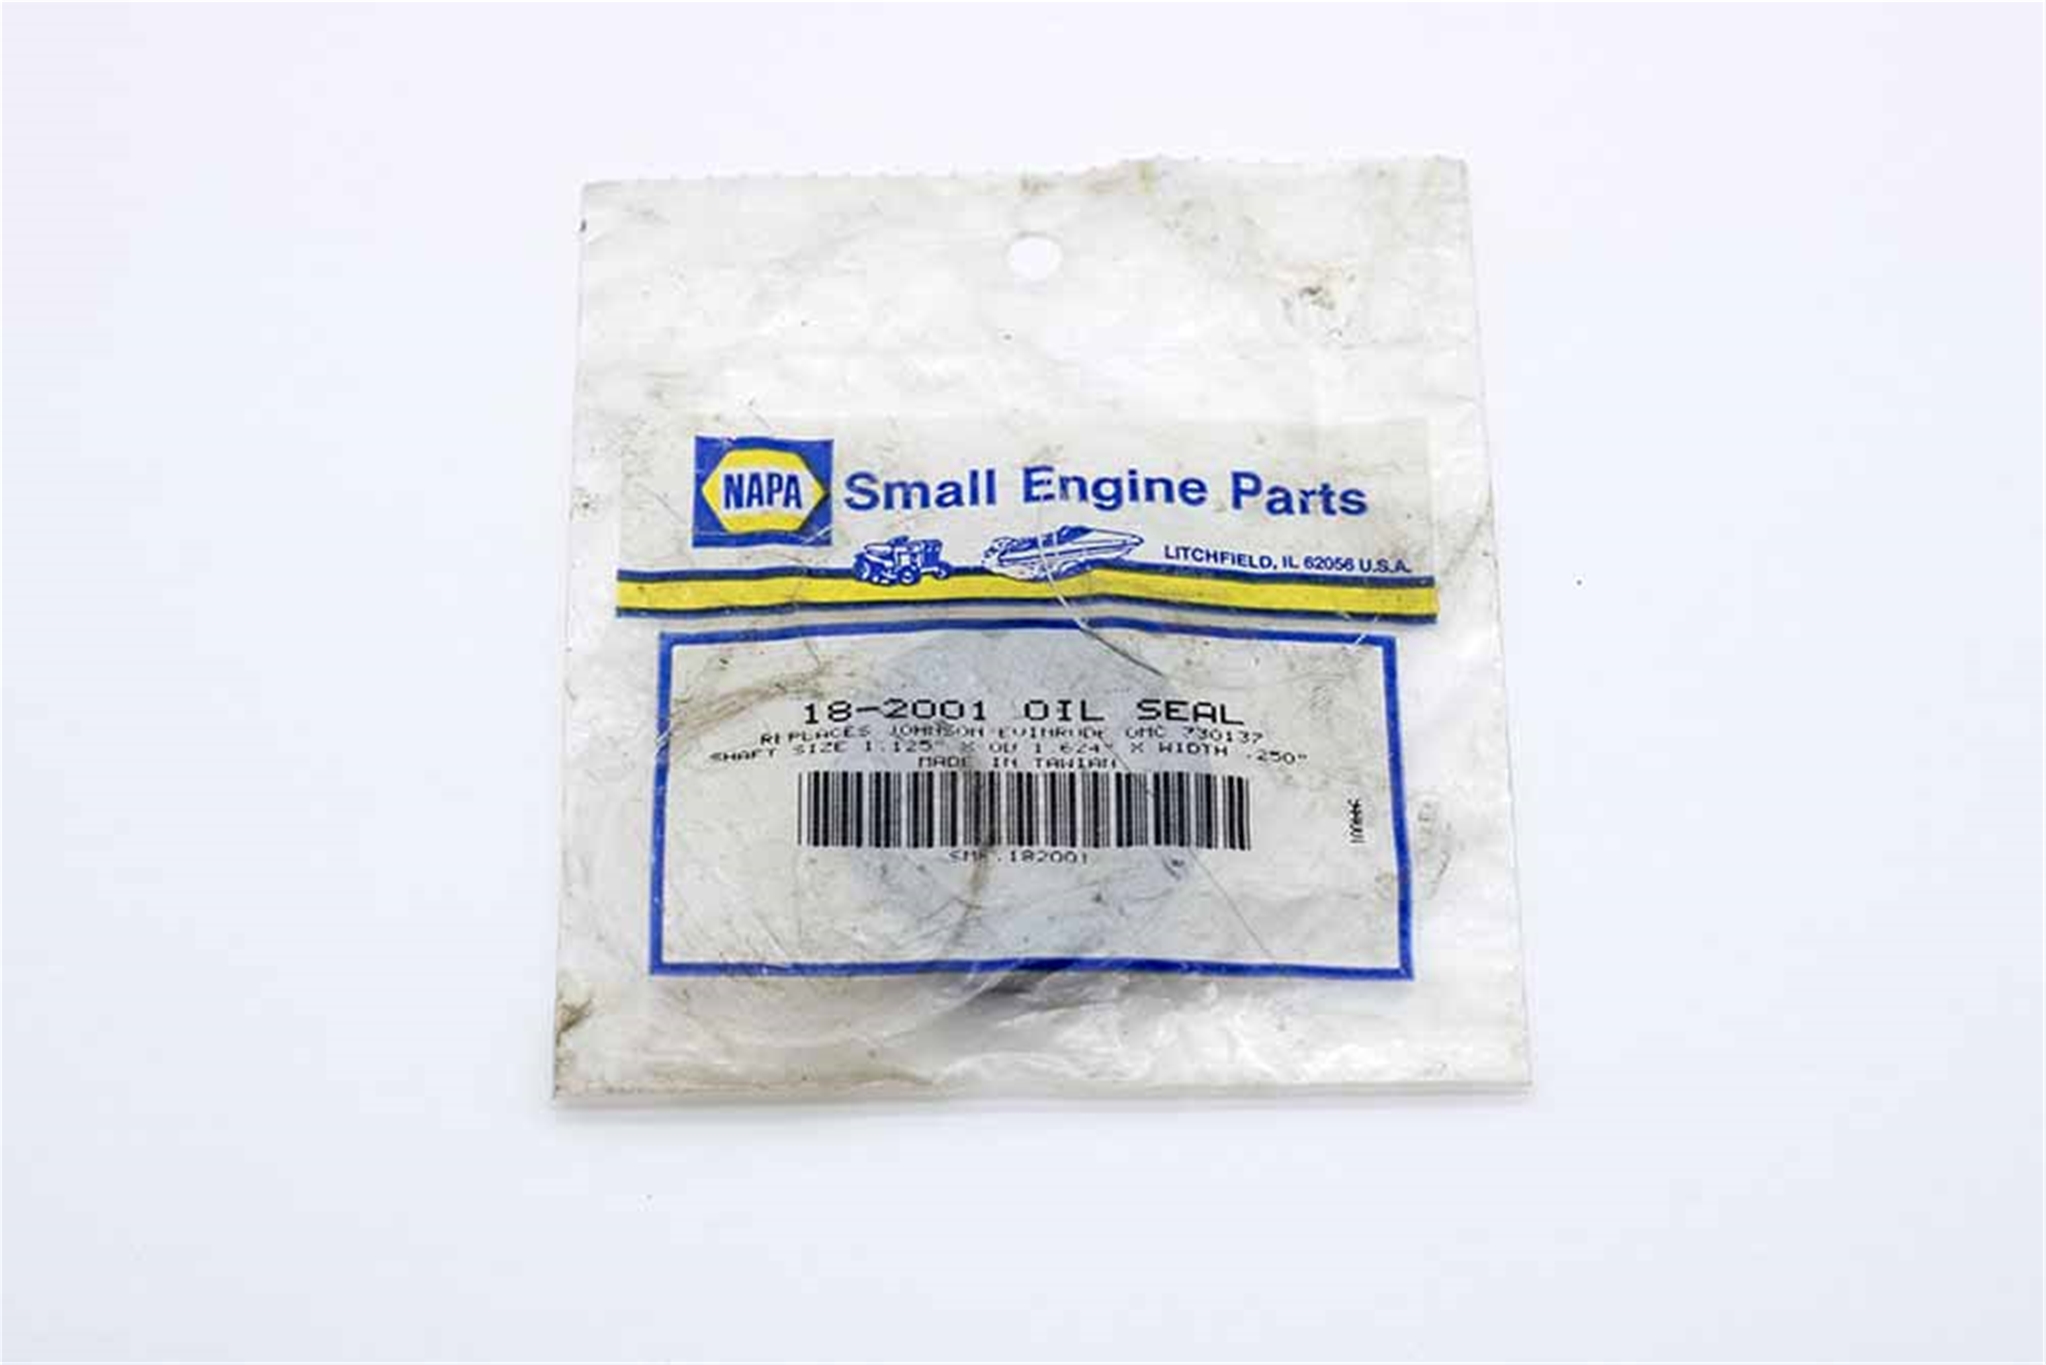 NAPA Small Engine Parts
LITCHFIELD, IL 62056 U.S.A.
18-2001 OIL SEAL
REPLACES JOHNSON EVINRUDE OMC 730137
SHAFT SIZE 1.125" X OD 1.624" X WIDTH .250"
MADE IN TAWIAN
182001